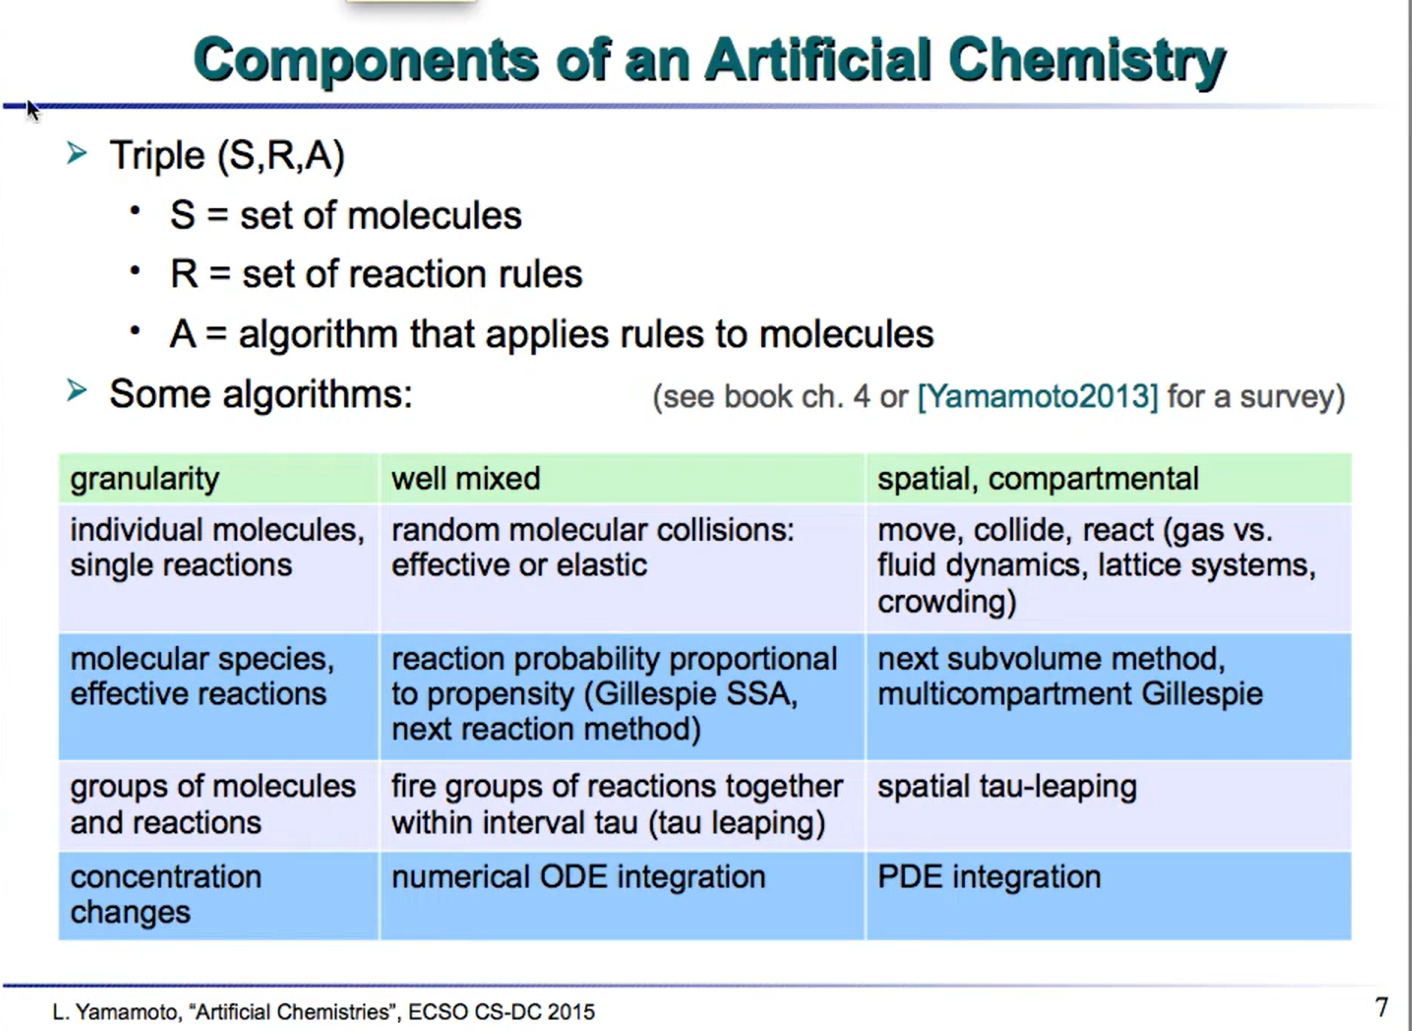 Components of an Artificial Chemistry
Triple (S,R,A)
S = set of molecules
R = set of reaction rules
A = algorithm that applies rules to molecules
Some algorithms:
(see book ch. 4 or [Yamamoto2013] for a survey)
granularity
well mixed
spatial, compartmental
individual molecules,
single reactions
random molecular collisions:
effective or elastic
move, collide, react (gas vs.
fluid dynamics, lattice systems,
crowding)
molecular species,
effective reactions
reaction probability proportional
to propensity (Gillespie SSA,
next reaction method)
next subvolume method,
multicompartment Gillespie
groups of molecules
and reactions
fire groups of reactions together
within interval tau (tau leaping)
spatial tau-leaping
concentration
changes
numerical ODE integration
PDE integration
L. Yamamoto, “Artificial Chemistries”, ECSO CS-DC 2015
7